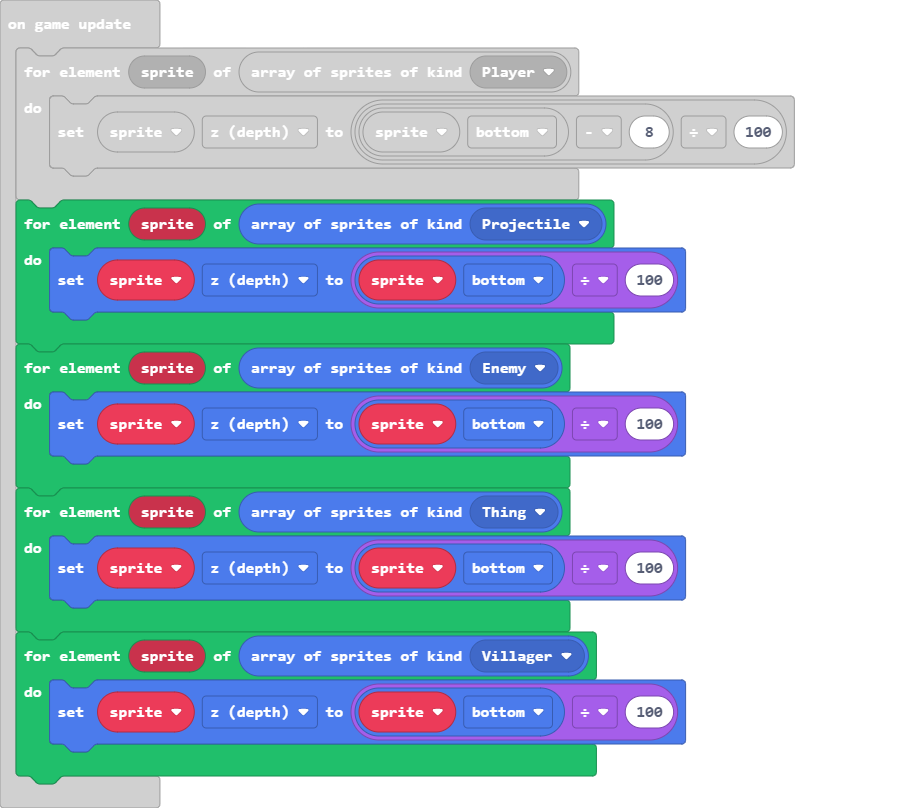 on game update
for element sprite of array of sprites of kind Player
do
set sprite z (depth) to sprite bottom - 8 ÷ 100
for element sprite of array of sprites of kind Projectile
do
set sprite z (depth) to sprite bottom ÷ 100
for element sprite of array of sprites of kind Enemy
do
set sprite z (depth) to sprite bottom ÷ 100
for element sprite of array of sprites of kind Thing
do
set sprite z (depth) to sprite bottom ÷ 100
for element sprite of array of sprites of kind Villager
do
set sprite z (depth) to sprite bottom ÷ 100